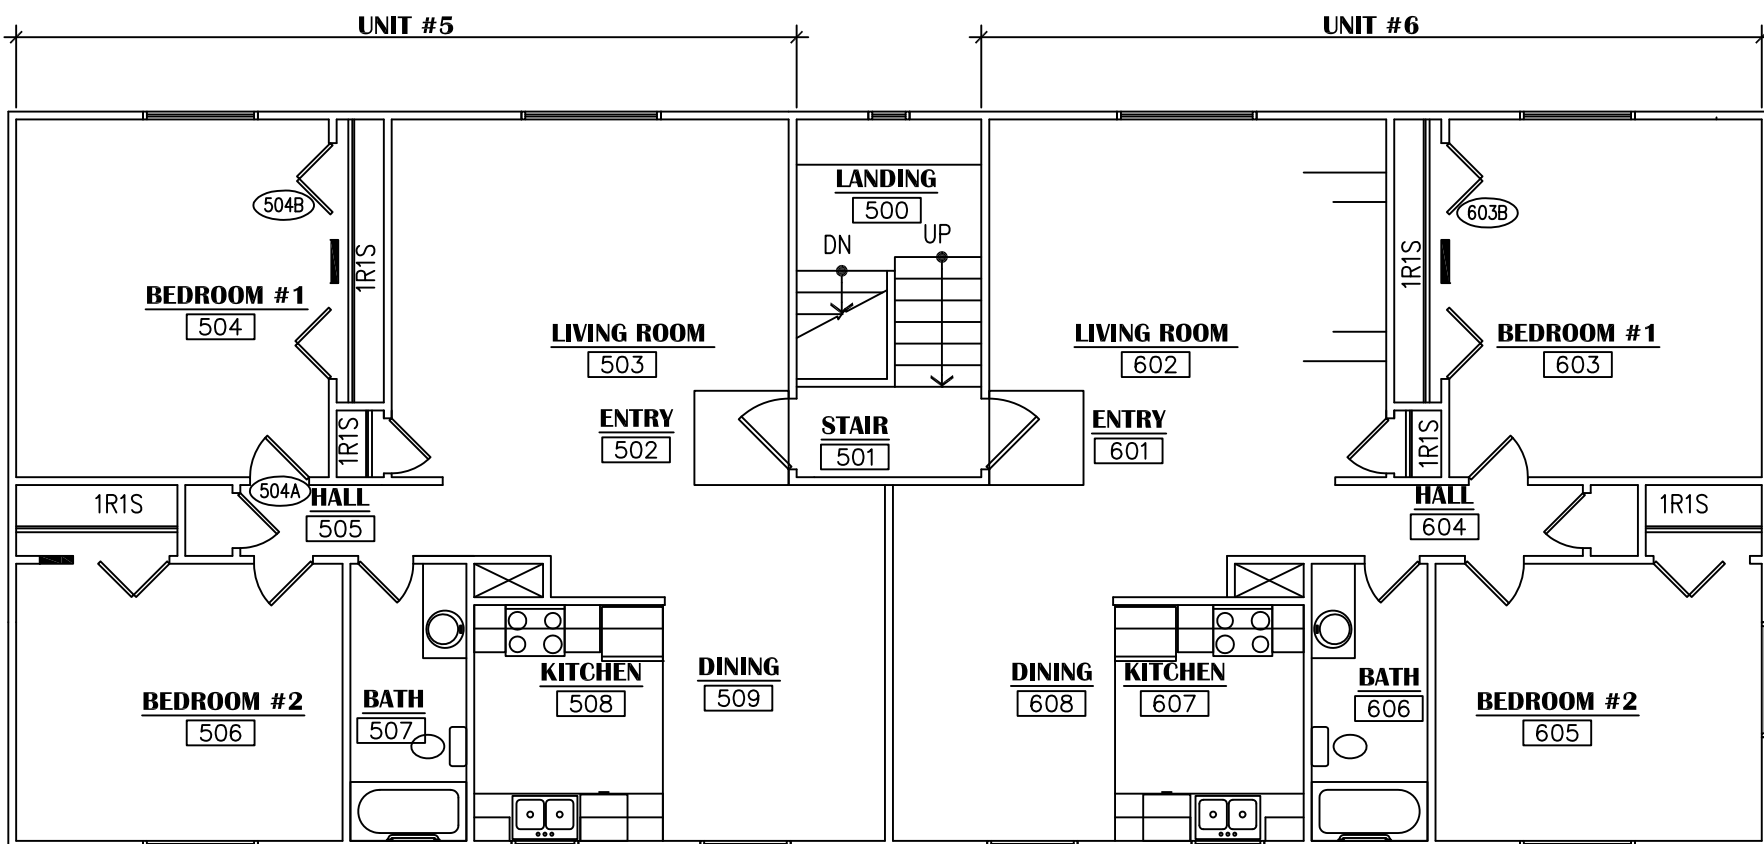 UNIT #5
UNIT #6
LANDING
500
504B
603B
DN
UP
1R1S
1R1S
BEDROOM #1
504
LIVING ROOM
503
LIVING ROOM
602
BEDROOM #1
603
ENTRY
502
STAIR
501
ENTRY
601
1R1S
1R1S
504A
1R1S
HALL
505
HALL
604
1R1S
BEDROOM #2
506
BATH
507
KITCHEN
508
DINING
509
DINING
608
KITCHEN
607
BATH
606
BEDROOM #2
605